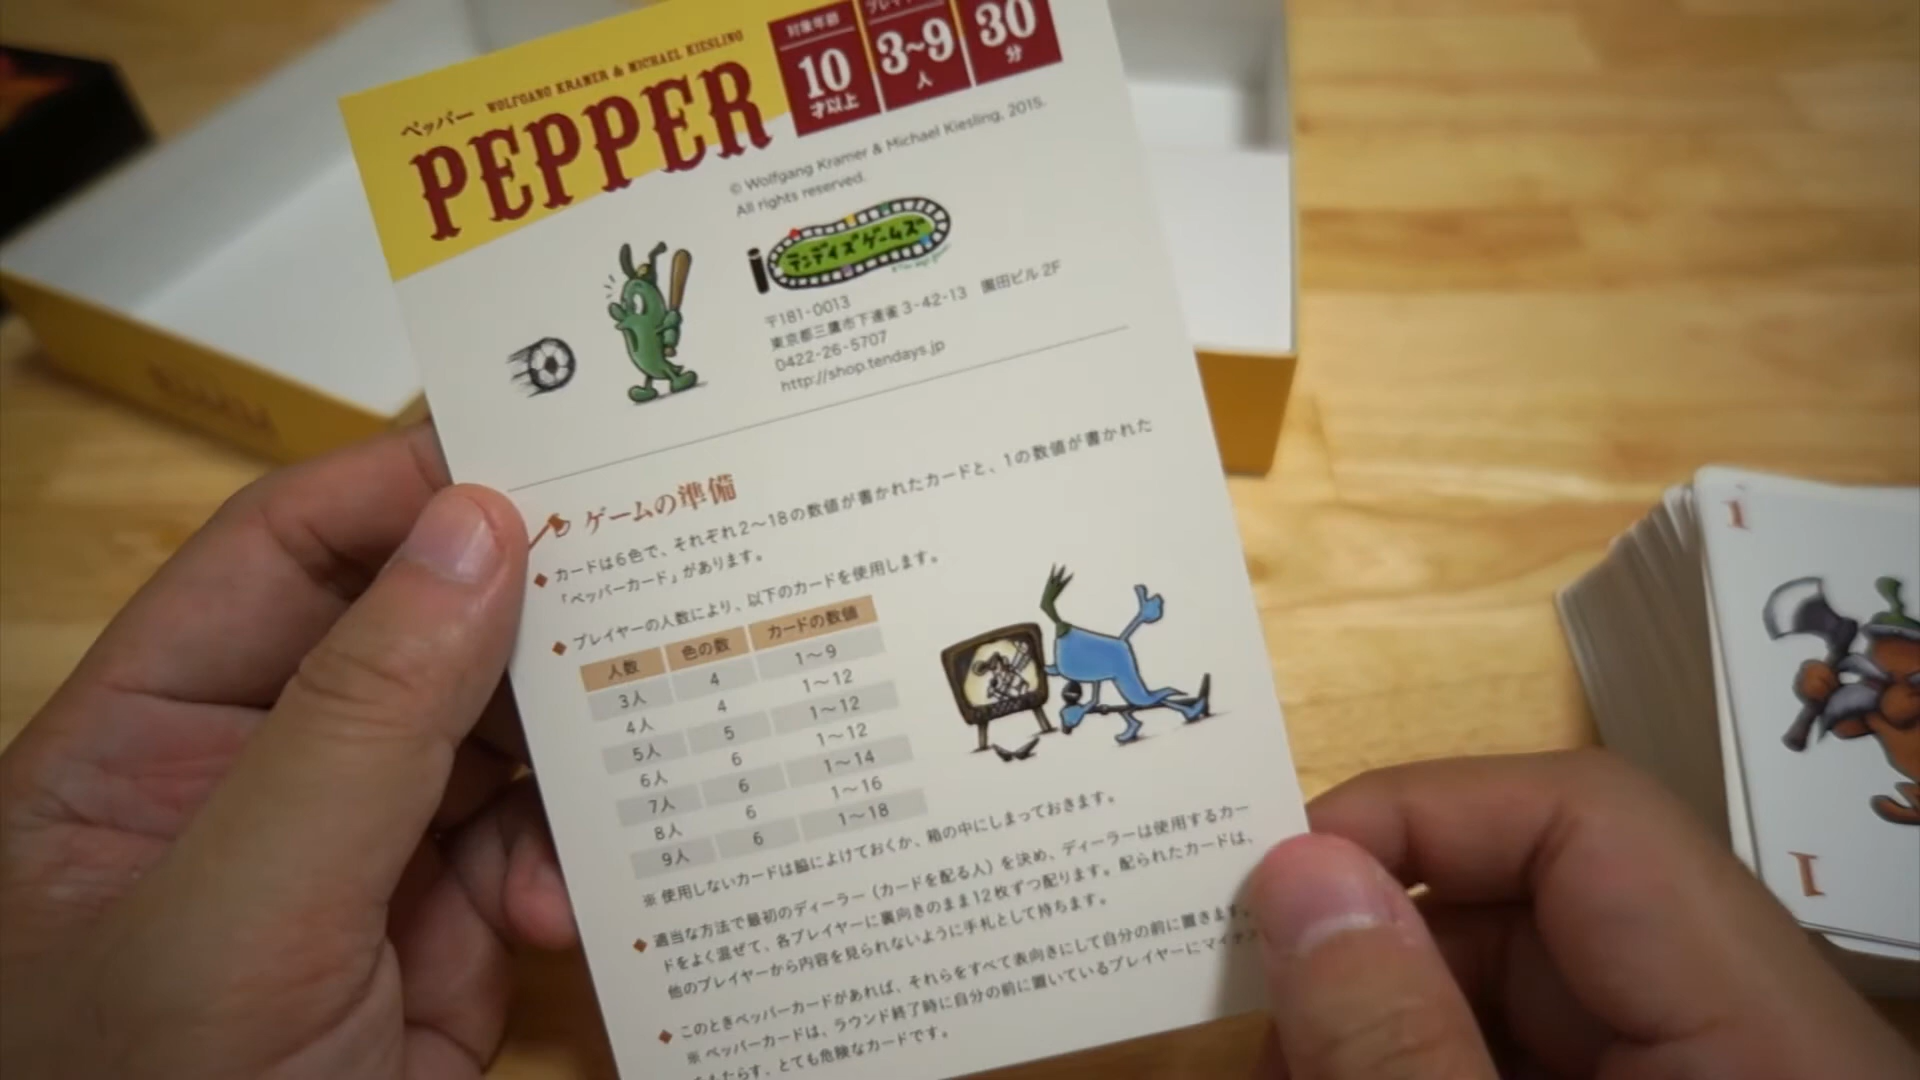 ペッパー WOLFGANG KRAMER & MICHAEL KIESLING
PEPPER
対象年齢
10
才以上
3~9
人
30
分
© Wolfgang Kramer & Michael Kiesling, 2015.
All rights reserved.
テンデイズゲームズ
〒181-0013
東京都三鷹市下連雀 3-42-13 園田ビル 2F
0422-26-5707
http://shop.tendays.jp
ゲームの準備
◆ カードは6色で、それぞれ2〜18の数値が書かれたカードと、1の数値が書かれた
「ペッパーカード」があります。
◆ プレイヤーの人数により、以下のカードを使用します。
人数 色の数 カードの数値
3人 4 1〜9
4人 4 1〜12
5人 5 1〜12
6人 6 1〜12
7人 6 1〜14
8人 6 1〜16
9人 6 1〜18
※ 使用しないカードは脇によけておくか、箱の中にしまっておきます。
◆ 適当な方法で最初のディーラー（カードを配る人）を決め、ディーラーは使用するカー
ドをよく混ぜて、各プレイヤーに裏向きのまま12枚ずつ配ります。配られたカードは、
他のプレイヤーから内容を見られないように手札として持ちます。
◆ このときペッパーカードがあれば、それらをすべて表向きにして自分の前に置きます。
※ ペッパーカードは、ラウンド終了時に自分の前に置いているプレイヤーにマイナス
をもたらす、とても危険なカードです。
1
1